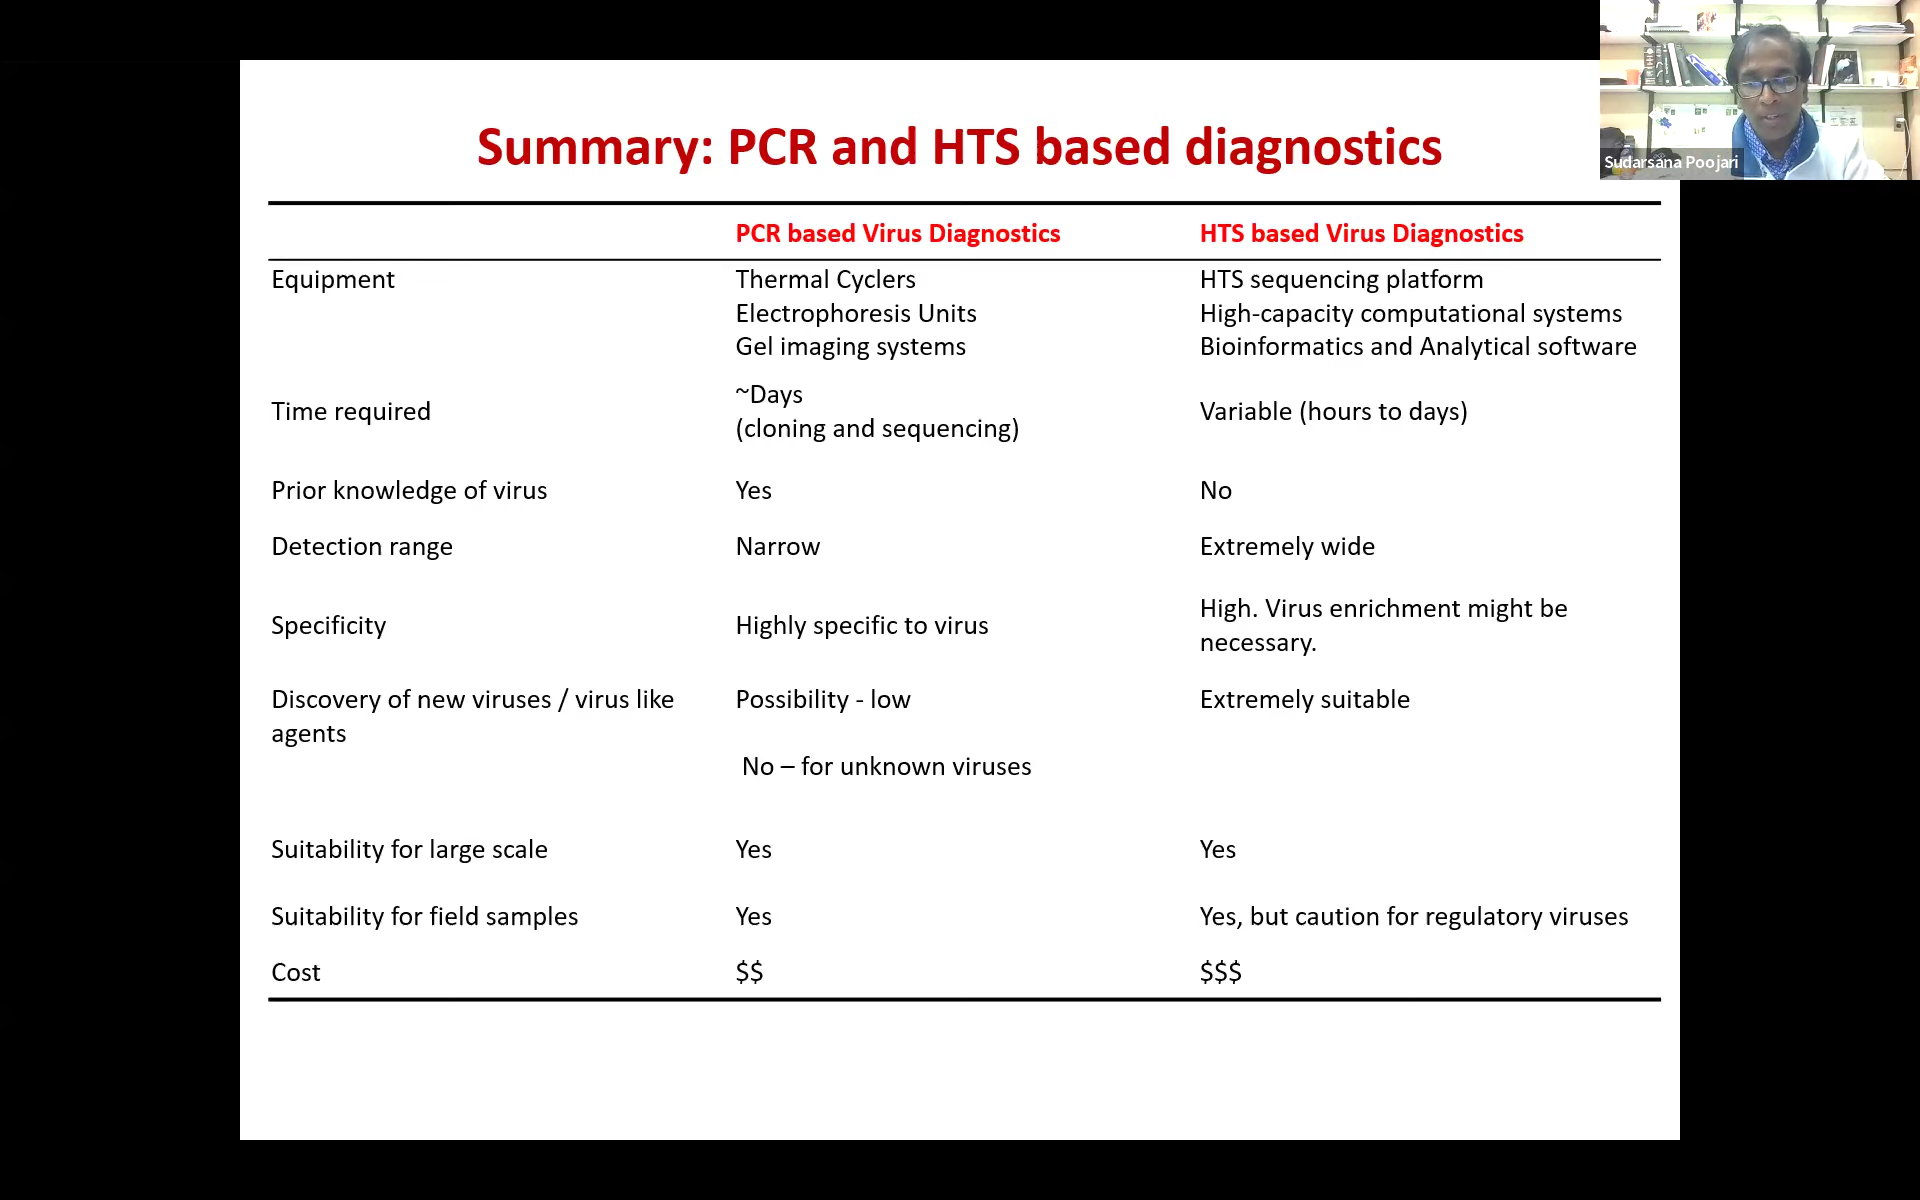 Summary: PCR and HTS based diagnostics
Sudarsana Poojari
PCR based Virus Diagnostics HTS based Virus Diagnostics
Equipment Thermal Cyclers HTS sequencing platform
Electrophoresis Units High-capacity computational systems
Gel imaging systems Bioinformatics and Analytical software
Time required ~Days (cloning and sequencing) Variable (hours to days)
Prior knowledge of virus Yes No
Detection range Narrow Extremely wide
Specificity Highly specific to virus High. Virus enrichment might be
necessary.
Discovery of new viruses / virus like Possibility - low Extremely suitable
agents
No – for unknown viruses
Suitability for large scale Yes Yes
Suitability for field samples Yes Yes, but caution for regulatory viruses
Cost $$ $$$